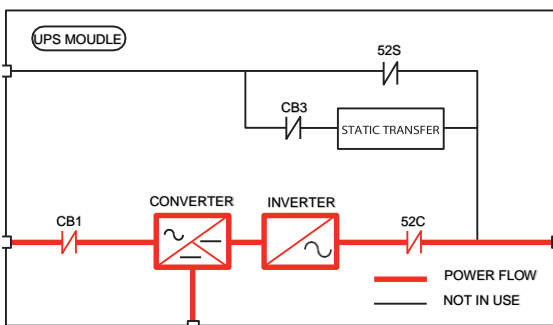 UPS MOUDLE
52S
CB3
STATIC TRANSFER
CONVERTER
INVERTER
CB1
52C
POWER FLOW
NOT IN USE